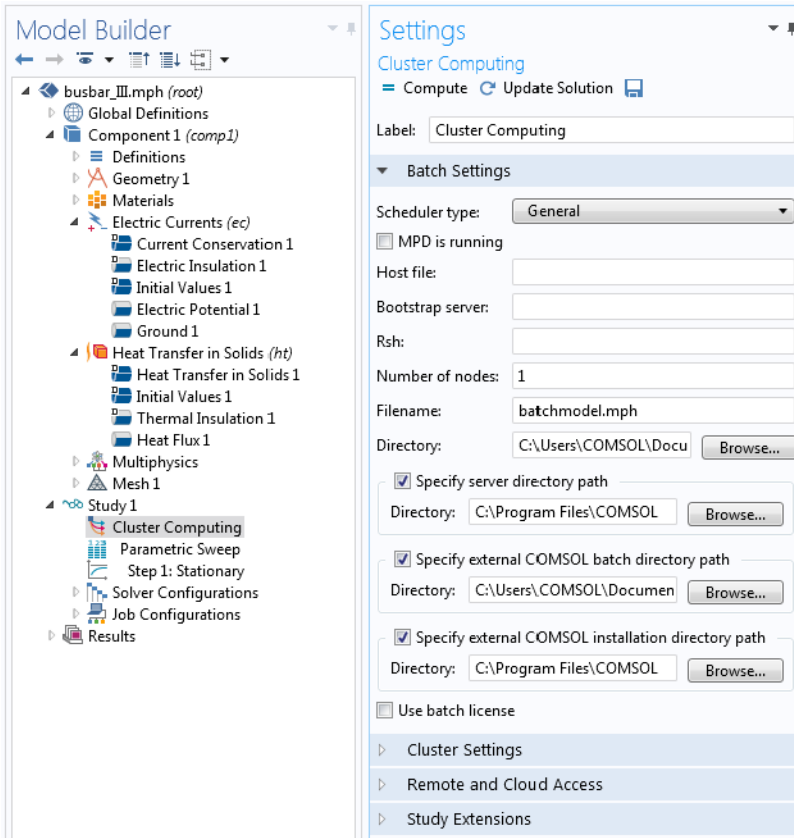 Model Builder
busbar_III.mph (root)
Global Definitions
Component 1 (comp1)
Definitions
Geometry 1
Materials
Electric Currents (ec)
Current Conservation 1
Electric Insulation 1
Initial Values 1
Electric Potential 1
Ground 1
Heat Transfer in Solids (ht)
Heat Transfer in Solids 1
Initial Values 1
Thermal Insulation 1
Heat Flux 1
Multiphysics
Mesh 1
Study 1
Cluster Computing
Parametric Sweep
Step 1: Stationary
Solver Configurations
Job Configurations
Results
Settings
Cluster Computing
= Compute Update Solution
Label: Cluster Computing
Batch Settings
Scheduler type: General
MPD is running
Host file:
Bootstrap server:
Rsh:
Number of nodes: 1
Filename: batchmodel.mph
Directory: C:\Users\COMSOL\Docu Browse...
Specify server directory path
Directory: C:\Program Files\COMSOL Browse...
Specify external COMSOL batch directory path
Directory: C:\Users\COMSOL\Documen Browse...
Specify external COMSOL installation directory path
Directory: C:\Program Files\COMSOL Browse...
Use batch license
Cluster Settings
Remote and Cloud Access
Study Extensions